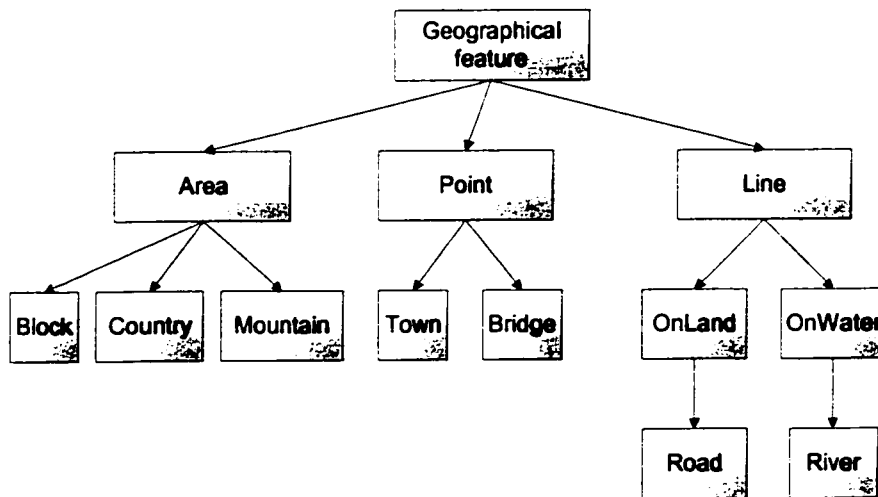 Geographical
feature
Area
Point
Line
Block
Country
Mountain
Town
Bridge
OnLand
OnWater
Road
River